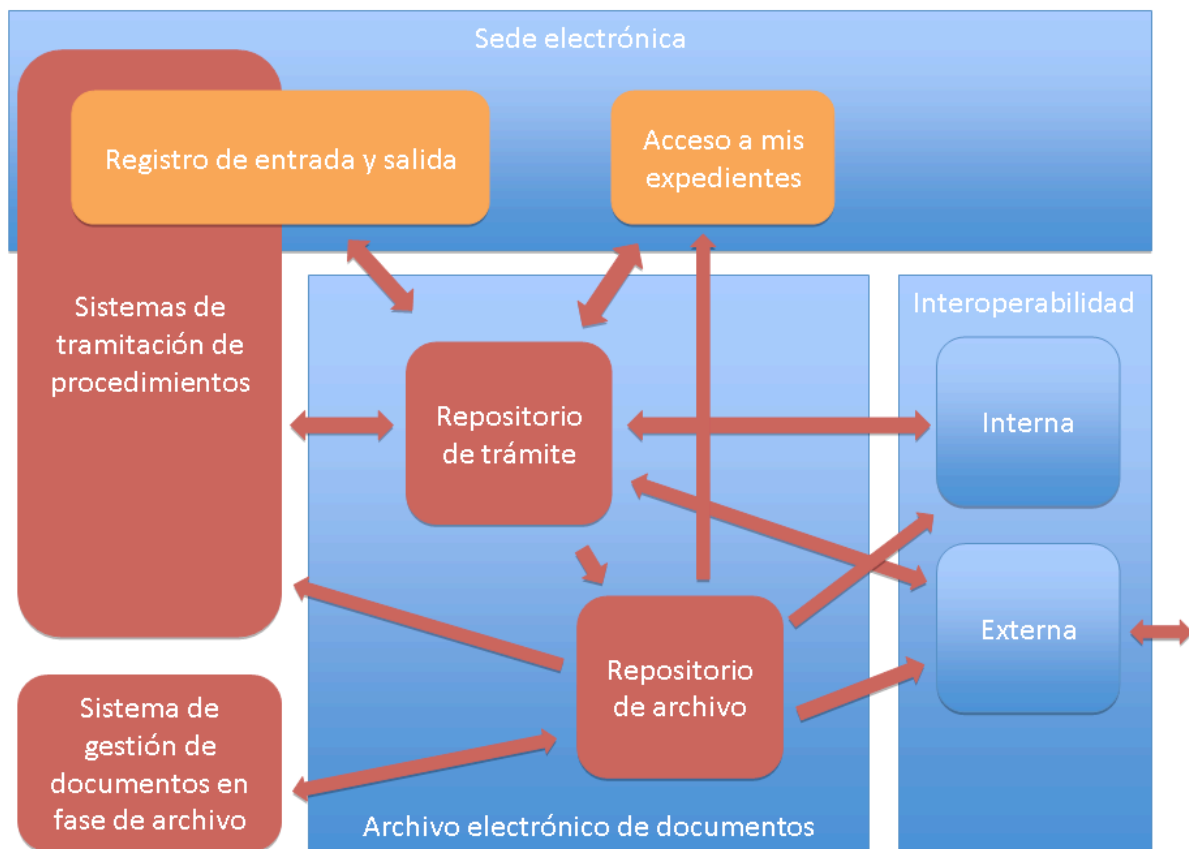 Sede electrónica
Registro de entrada y salida
Acceso a mis
expedientes
Sistemas de
tramitación de
procedimientos
Interoperabilidad
Repositorio
de trámite
Interna
Externa
Repositorio
de archivo
Sistema de
gestión de
documentos en
fase de archivo
Archivo electrónico de documentos